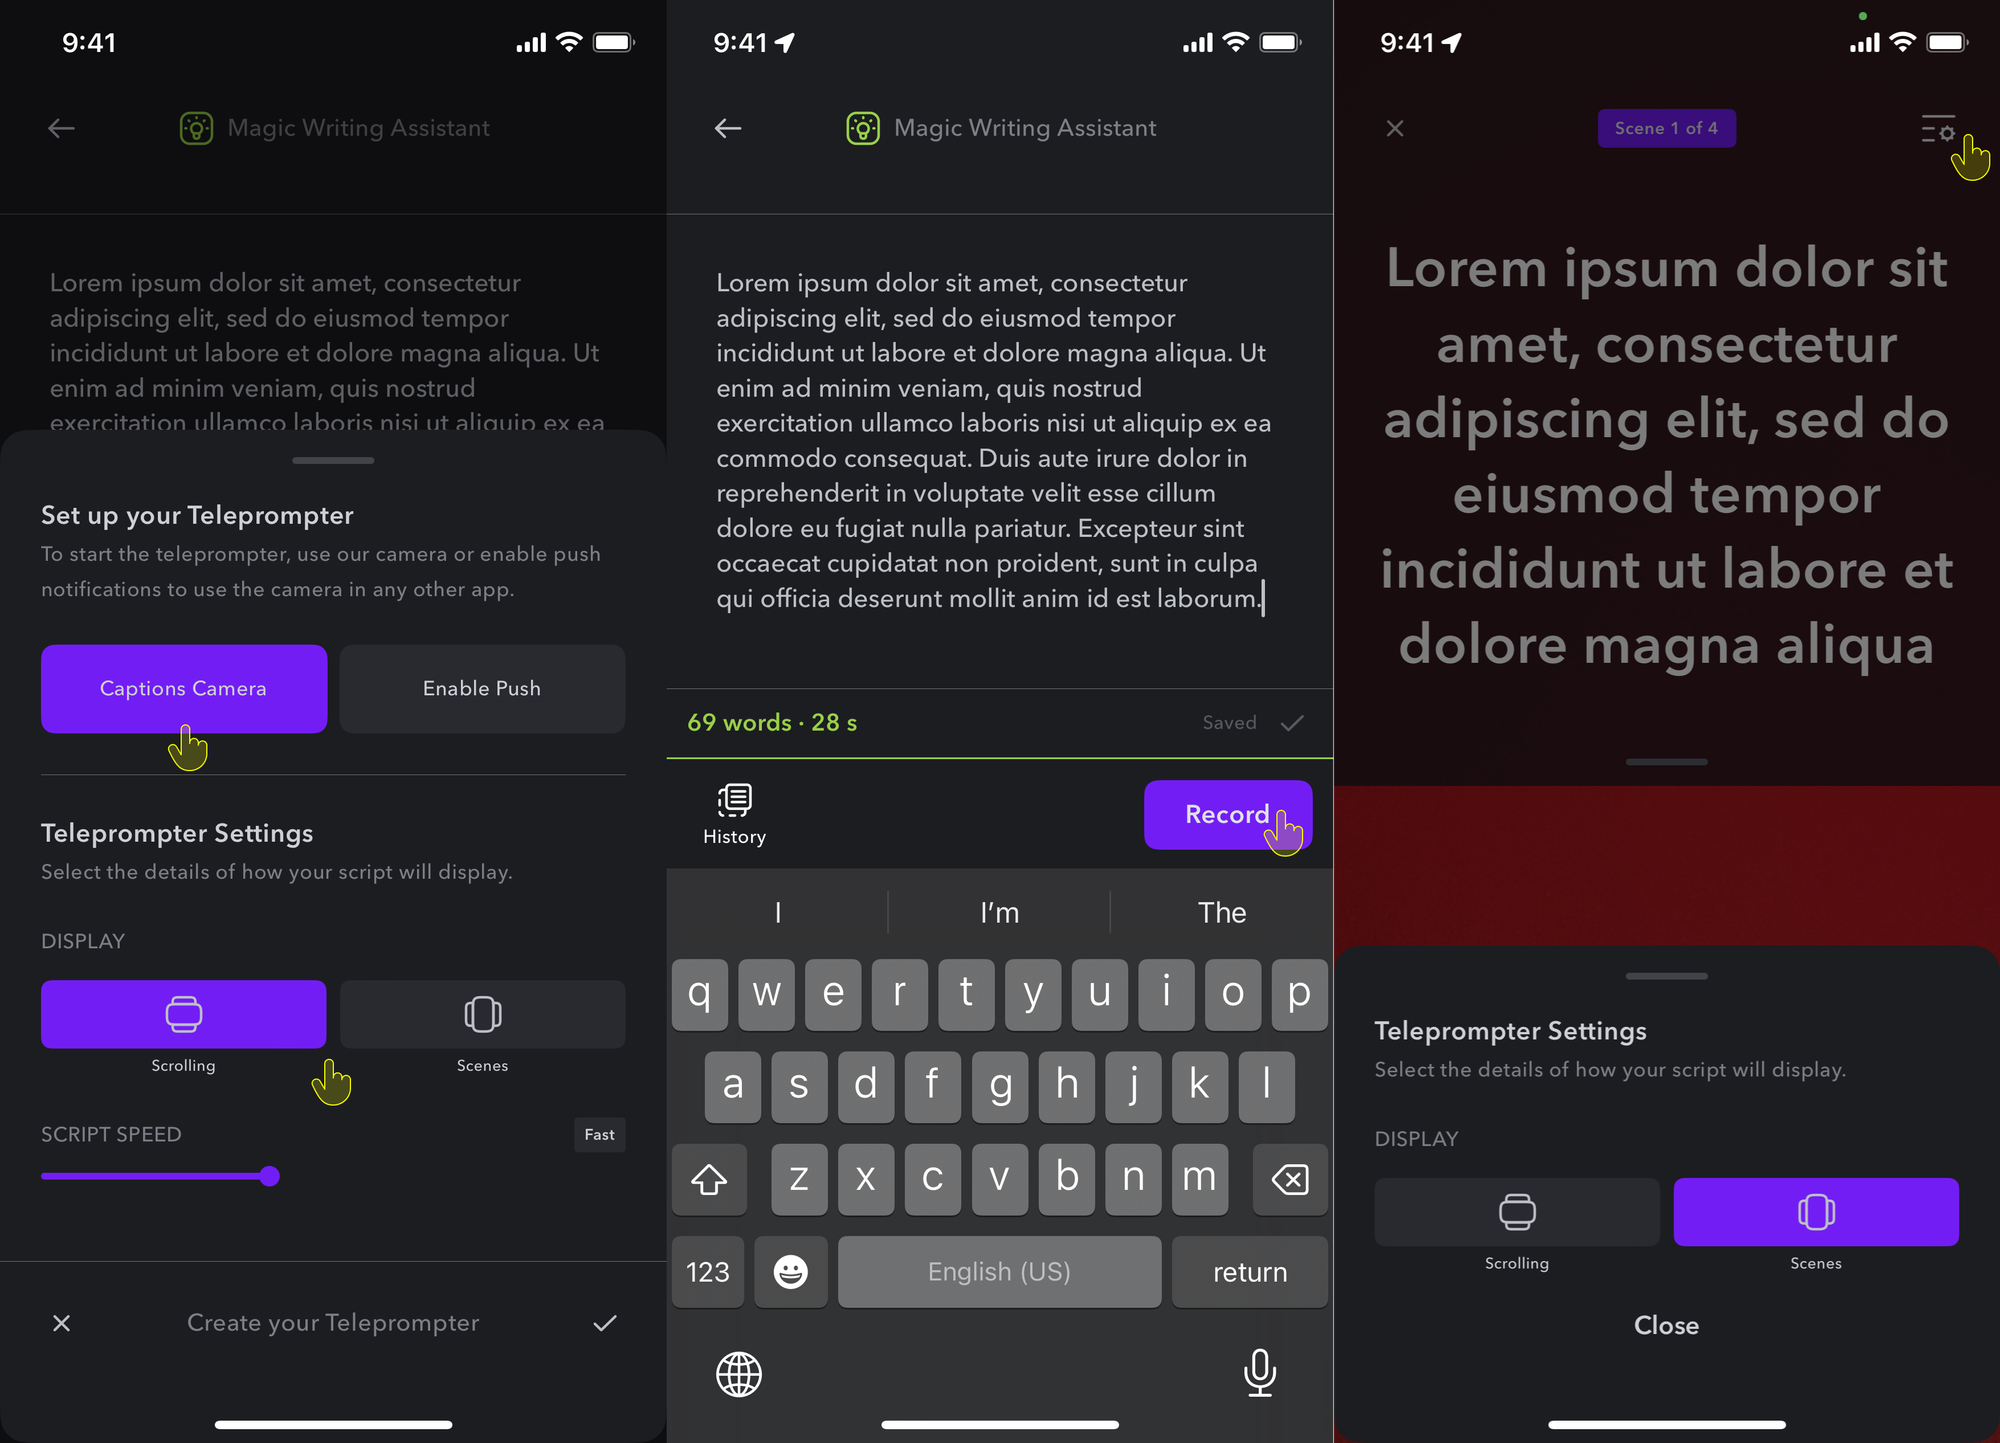 9:41
Magic Writing Assistant
Lorem ipsum dolor sit amet, consectetur
adipiscing elit, sed do eiusmod tempor
incididunt ut labore et dolore magna aliqua. Ut
enim ad minim veniam, quis nostrud
exercitation ullamco laboris nisi ut aliquip ex ea
Set up your Teleprompter
To start the teleprompter, use our camera or enable push
notifications to use the camera in any other app.
Captions Camera
Enable Push
Teleprompter Settings
Select the details of how your script will display.
DISPLAY
Scrolling
Scenes
SCRIPT SPEED
Fast
Create your Teleprompter
9:41
Magic Writing Assistant
Lorem ipsum dolor sit amet, consectetur
adipiscing elit, sed do eiusmod tempor
incididunt ut labore et dolore magna aliqua. Ut
enim ad minim veniam, quis nostrud
exercitation ullamco laboris nisi ut aliquip ex ea
commodo consequat. Duis aute irure dolor in
reprehenderit in voluptate velit esse cillum
dolore eu fugiat nulla pariatur. Excepteur sint
occaecat cupidatat non proident, sunt in culpa
qui officia deserunt mollit anim id est laborum.
69 words · 28 s
Saved
History
Record
I
I'm
The
q w e r t y u i o p
a s d f g h j k l
z x c v b n m
123
English (US)
return
9:41
Scene 1 of 4
Lorem ipsum dolor sit
amet, consectetur
adipiscing elit, sed do
eiusmod tempor
incididunt ut labore et
dolore magna aliqua
Teleprompter Settings
Select the details of how your script will display.
DISPLAY
Scrolling
Scenes
Close